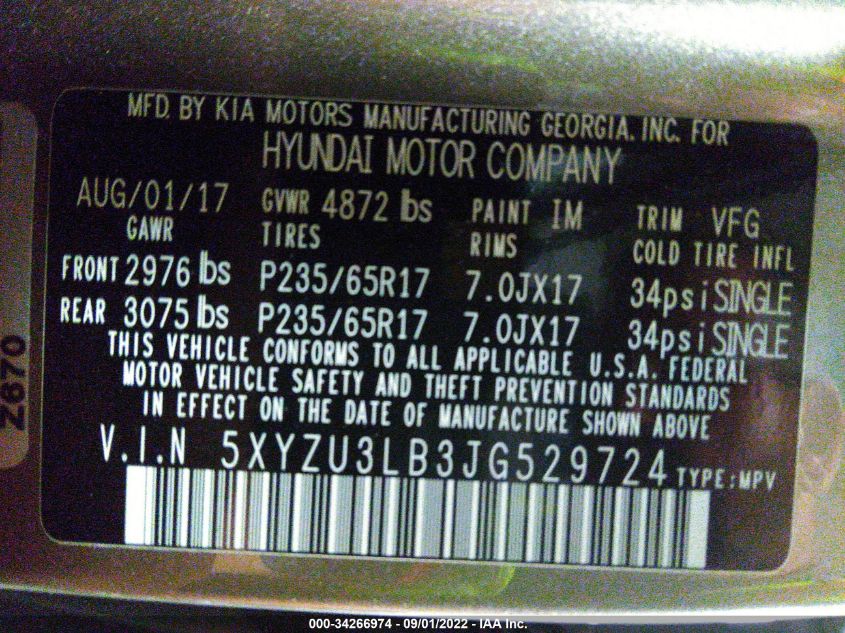 MFD. BY KIA MOTORS MANUFACTURING GEORGIA. INC. FOR
HYUNDAI MOTOR COMPANY
AUG/01/17 GVWR 4872 lbs PAINT IM TRIM VFG
GAWR TIRES RIMS COLD TIRE INFL
FRONT 2976 lbs P235/65R17 7.0JX17 34psi SINGLE
REAR 3075 lbs P235/65R17 7.0JX17 34psi SINGLE
THIS VEHICLE CONFORMS TO ALL APPLICABLE U.S.A. FEDERAL
MOTOR VEHICLE SAFETY AND THEFT PREVENTION STANDARDS
IN EFFECT ON THE DATE OF MANUFACTURE SHOWN ABOVE
V.I.N 5XYZU3LB3JG529724 TYPE:MPV
Z670
000-34266974 - 09/01/2022 - IAA Inc.